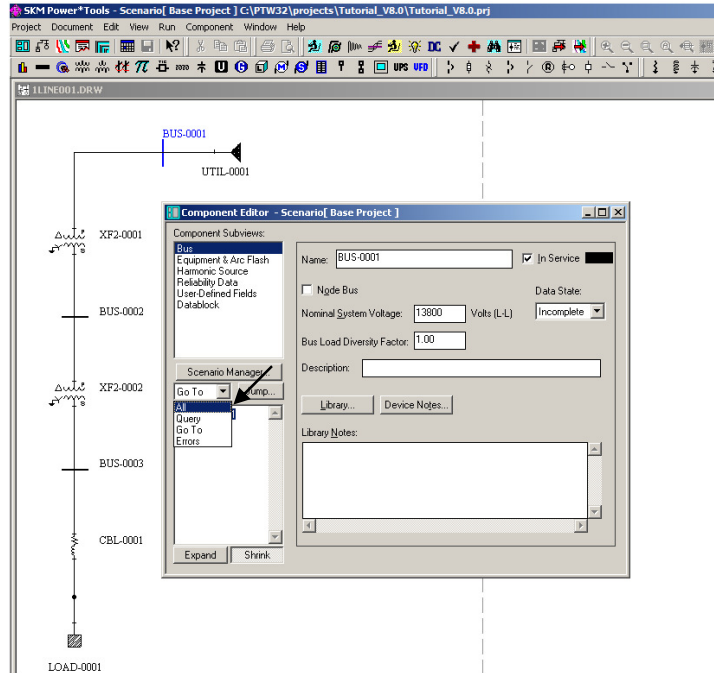 SKM Power*Tools - Scenario[ Base Project ] C:\PTW32\projects\Tutorial_V8.0\Tutorial_V8.0.prj
Project Document Edit View Run Component Window Help
DC
UPS VFD
1LINE001.DRW
BUS-0001
UTIL-0001
XF2-0001
BUS-0002
XF2-0002
BUS-0003
CBL-0001
LOAD-0001
Component Editor - Scenario[ Base Project ]
Component Subviews:
Bus
Equipment & Arc Flash
Harmonic Source
Reliability Data
User-Defined Fields
Datablock
Scenario Manager...
Go To
All
Query
Go To
Errors
Expand Shrink
Name: BUS-0001 In Service
Node Bus Data State:
Nominal System Voltage: 13800 Volts (L-L) Incomplete
Bus Load Diversity Factor: 1.00
Description:
Library... Device Notes...
Library Notes: